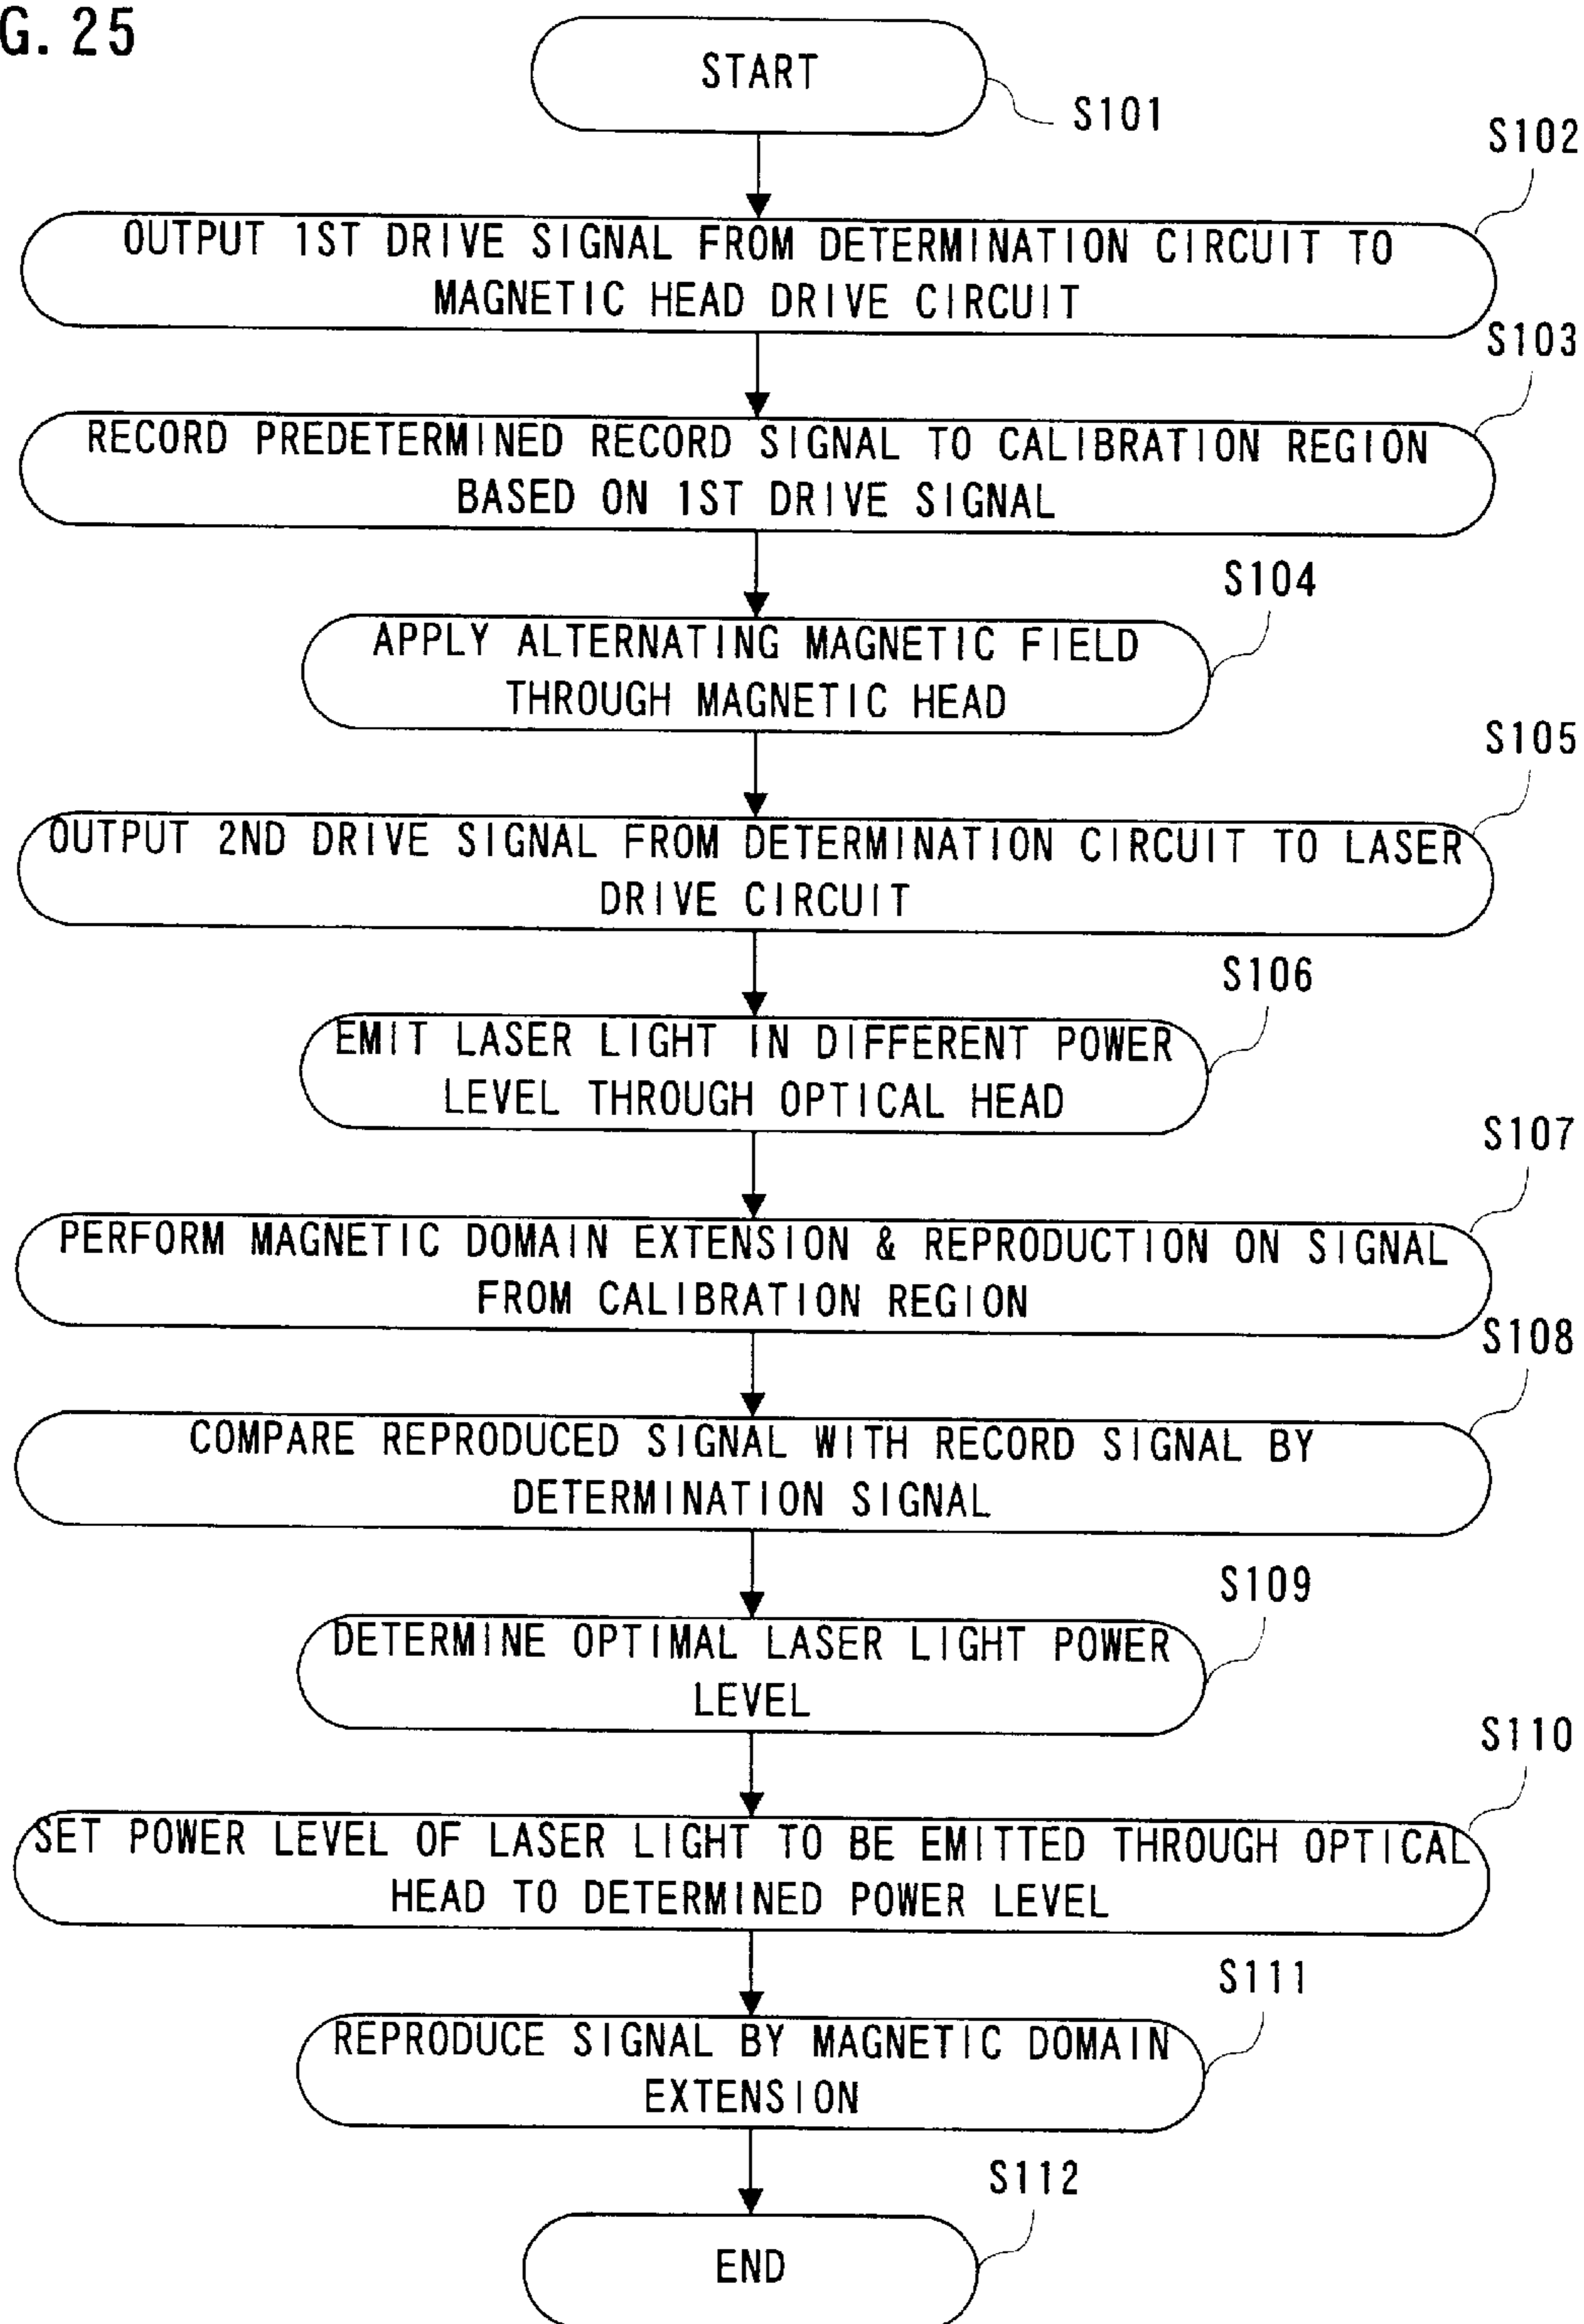 G. 25
START
S101
S102
OUTPUT 1ST DRIVE SIGNAL FROM DETERMINATION CIRCUIT TO
MAGNETIC HEAD DRIVE CIRCUIT
S103
RECORD PREDETERMINED RECORD SIGNAL TO CALIBRATION REGION
BASED ON 1ST DRIVE SIGNAL
S104
APPLY ALTERNATING MAGNETIC FIELD
THROUGH MAGNETIC HEAD
S105
OUTPUT 2ND DRIVE SIGNAL FROM DETERMINATION CIRCUIT TO LASER
DRIVE CIRCUIT
S106
EMIT LASER LIGHT IN DIFFERENT POWER
LEVEL THROUGH OPTICAL HEAD
S107
PERFORM MAGNETIC DOMAIN EXTENSION & REPRODUCTION ON SIGNAL
FROM CALIBRATION REGION
S108
COMPARE REPRODUCED SIGNAL WITH RECORD SIGNAL BY
DETERMINATION SIGNAL
S109
DETERMINE OPTIMAL LASER LIGHT POWER
LEVEL
S110
SET POWER LEVEL OF LASER LIGHT TO BE EMITTED THROUGH OPTICAL
HEAD TO DETERMINED POWER LEVEL
S111
REPRODUCE SIGNAL BY MAGNETIC DOMAIN
EXTENSION
S112
END